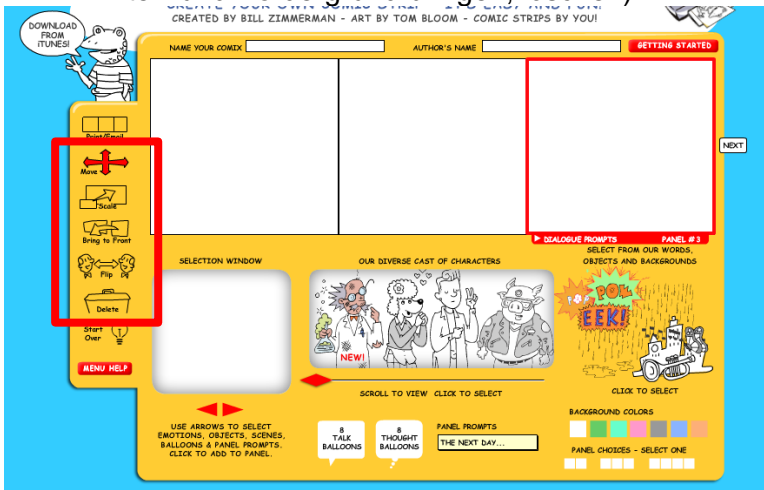 CREATED BY BILL ZIMMERMAN - ART BY TOM BLOOM - COMIC STRIPS BY YOU!
DOWNLOAD
FROM
iTUNES!
NAME YOUR COMIX
AUTHOR'S NAME
GETTING STARTED
Print/Email
NEXT
Move
Scale
Bring to Front
Flip
Delete
Start
Over
MENU HELP
DIALOGUE PROMPTS
PANEL #3
SELECTION WINDOW
OUR DIVERSE CAST OF CHARACTERS
SELECT FROM OUR WORDS,
OBJECTS AND BACKGROUNDS
POW
EEK!
NEW!
SCROLL TO VIEW CLICK TO SELECT
CLICK TO SELECT
USE ARROWS TO SELECT
EMOTIONS, OBJECTS, SCENES,
BALLOONS & PANEL PROMPTS.
CLICK TO ADD TO PANEL.
8
TALK
BALLOONS
8
THOUGHT
BALLOONS
PANEL PROMPTS
THE NEXT DAY...
BACKGROUND COLORS
PANEL CHOICES - SELECT ONE